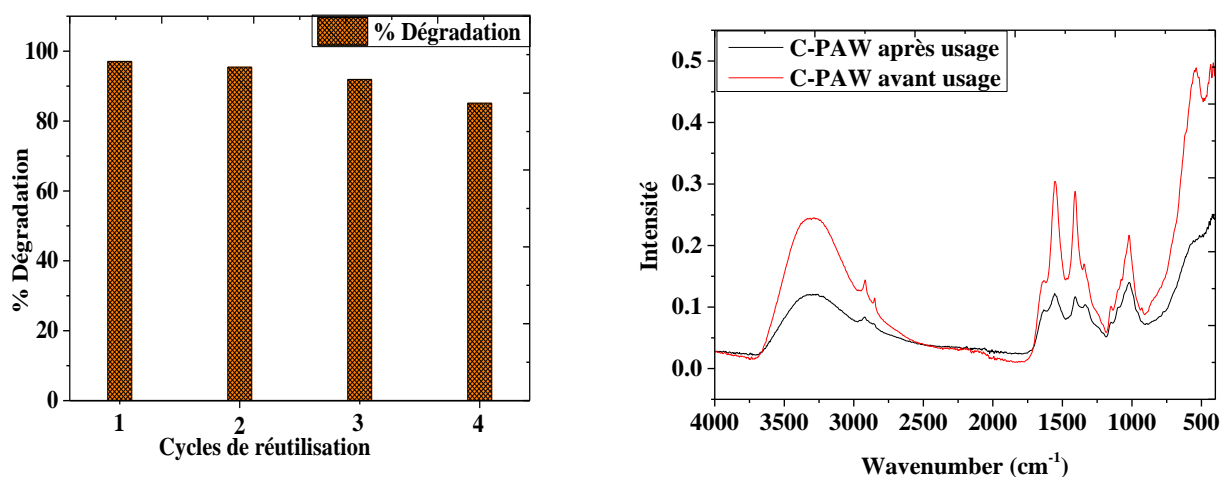 % Dégradation
100
80
60
40
20
0
% Dégradation
1 2 3 4
Cycles de réutilisation
C-PAW après usage
C-PAW avant usage
0.5
0.4
0.3
0.2
0.1
0.0
Intensité
4000 3500 3000 2500 2000 1500 1000 500
Wavenumber (cm⁻¹)